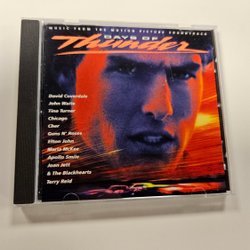 MUSIC FROM THE MOTION PICTURE SOUNDTRACK
DAYS OF
Thunder
David Coverdale
John Waite
Tina Turner
Chicago
Cher
Guns N' Roses
Elton John
Maria McKee
Apollo Smile
Joan Jett
& The Blackhearts
Terry Reid